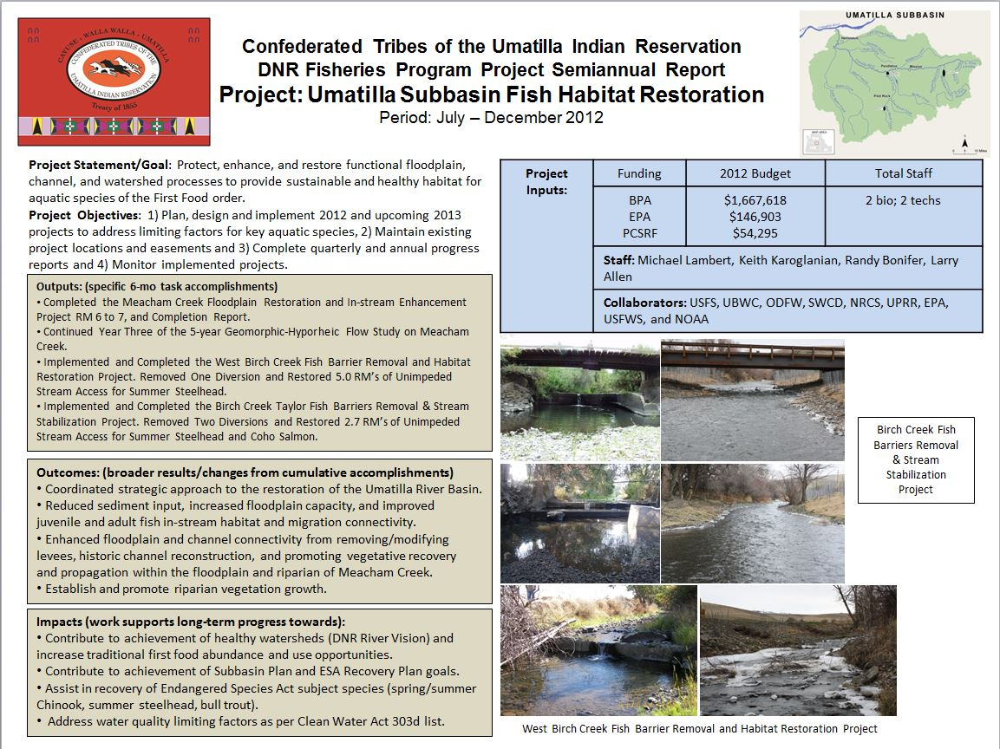 CAYUSE - WALLA WALLA - UMATILLA
CONFEDERATED TRIBES OF THE
UMATILLA INDIAN RESERVATION
Treaty of 1855
Confederated Tribes of the Umatilla Indian Reservation
DNR Fisheries Program Project Semiannual Report
Project: Umatilla Subbasin Fish Habitat Restoration
Period: July – December 2012
UMATILLA SUBBASIN
Pendleton
Mission
Pilot Rock
MAP AREA
N
10 Miles
Project Statement/Goal: Protect, enhance, and restore functional floodplain,
channel, and watershed processes to provide sustainable and healthy habitat for
aquatic species of the First Food order.
Project Objectives: 1) Plan, design and implement 2012 and upcoming 2013
projects to address limiting factors for key aquatic species, 2) Maintain existing
project locations and easements and 3) Complete quarterly and annual progress
reports and 4) Monitor implemented projects.
Outputs: (specific 6-mo task accomplishments)
• Completed the Meacham Creek Floodplain Restoration and In-stream Enhancement
Project RM 6 to 7, and Completion Report.
• Continued Year Three of the 5-year Geomorphic-Hyporheic Flow Study on Meacham
Creek.
• Implemented and Completed the West Birch Creek Fish Barrier Removal and Habitat
Restoration Project. Removed One Diversion and Restored 5.0 RM's of Unimpeded
Stream Access for Summer Steelhead.
• Implemented and Completed the Birch Creek Taylor Fish Barriers Removal & Stream
Stabilization Project. Removed Two Diversions and Restored 2.7 RM's of Unimpeded
Stream Access for Summer Steelhead and Coho Salmon.
Outcomes: (broader results/changes from cumulative accomplishments)
• Coordinated strategic approach to the restoration of the Umatilla River Basin.
• Reduced sediment input, increased floodplain capacity, and improved
juvenile and adult fish in-stream habitat and migration connectivity.
• Enhanced floodplain and channel connectivity from removing/modifying
levees, historic channel reconstruction, and promoting vegetative recovery
and propagation within the floodplain and riparian of Meacham Creek.
• Establish and promote riparian vegetation growth.
Impacts (work supports long-term progress towards):
• Contribute to achievement of healthy watersheds (DNR River Vision) and
increase traditional first food abundance and use opportunities.
• Contribute to achievement of Subbasin Plan and ESA Recovery Plan goals.
• Assist in recovery of Endangered Species Act subject species (spring/summer
Chinook, summer steelhead, bull trout).
• Address water quality limiting factors as per Clean Water Act 303d list.
Project
Inputs:
Funding
2012 Budget
Total Staff
BPA
$1,667,618
2 bio; 2 techs
EPA
$146,903
PCSRF
$54,295
Staff: Michael Lambert, Keith Karoglanian, Randy Bonifer, Larry
Allen
Collaborators: USFS, UBWC, ODFW, SWCD, NRCS, UPRR, EPA,
USFWS, and NOAA
Birch Creek Fish
Barriers Removal
& Stream
Stabilization
Project
West Birch Creek Fish Barrier Removal and Habitat Restoration Project